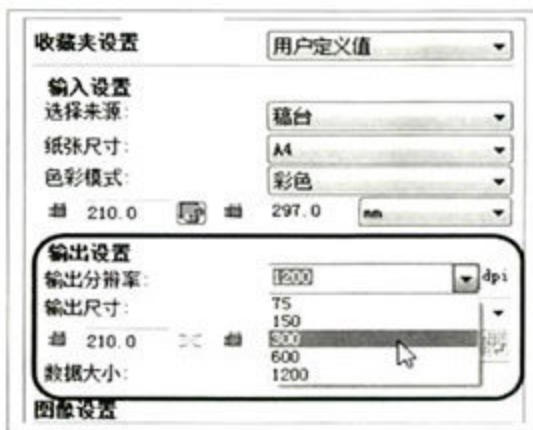 收藏夹设置 用户定义值
输入设置
选择来源: 稿台
纸张尺寸: A4
色彩模式: 彩色
210.0 297.0 mm
输出设置
输出分辨率: 1200 dpi
输出尺寸: 75
150
210.0 300
600
数据大小: 1200
图像设置